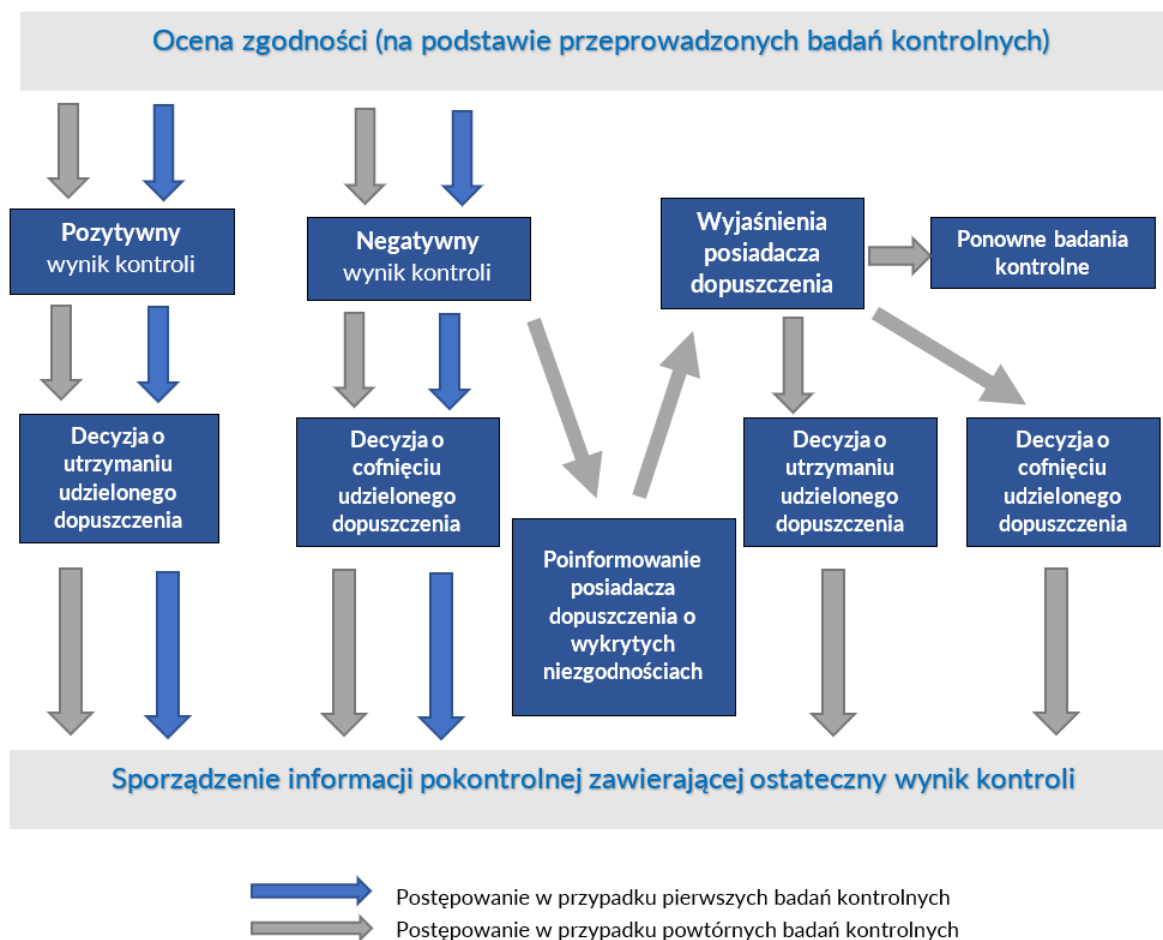 Ocena zgodności (na podstawie przeprowadzonych badań kontrolnych)
Pozytywny
wynik kontroli
Negatywny
wynik kontroli
Wyjaśnienia
posiadacza
dopuszczenia
Ponowne badania
kontrolne
Decyzja o
utrzymaniu
udzielonego
dopuszczenia
Decyzja o
cofnięciu
udzielonego
dopuszczenia
Poinformowanie
posiadacza
dopuszczenia o
wykrytych
niezgodnościach
Decyzja o
utrzymaniu
udzielonego
dopuszczenia
Decyzja o
cofnięciu
udzielonego
dopuszczenia
Sporządzenie informacji pokontrolnej zawierającej ostateczny wynik kontroli
Postępowanie w przypadku pierwszych badań kontrolnych
Postępowanie w przypadku powtórnych badań kontrolnych